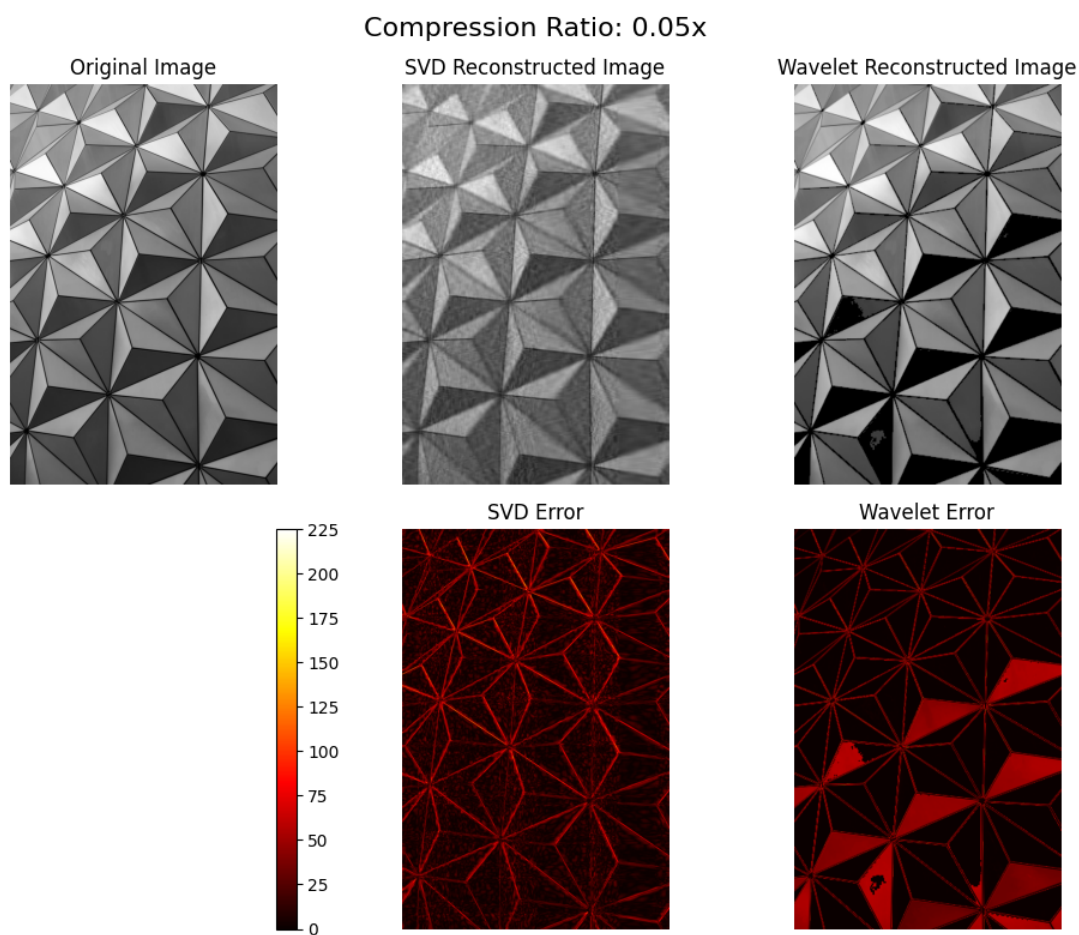 Compression Ratio: 0.05x
Original Image
SVD Reconstructed Image
Wavelet Reconstructed Image
SVD Error
Wavelet Error
225
200
175
150
125
100
75
50
25
0